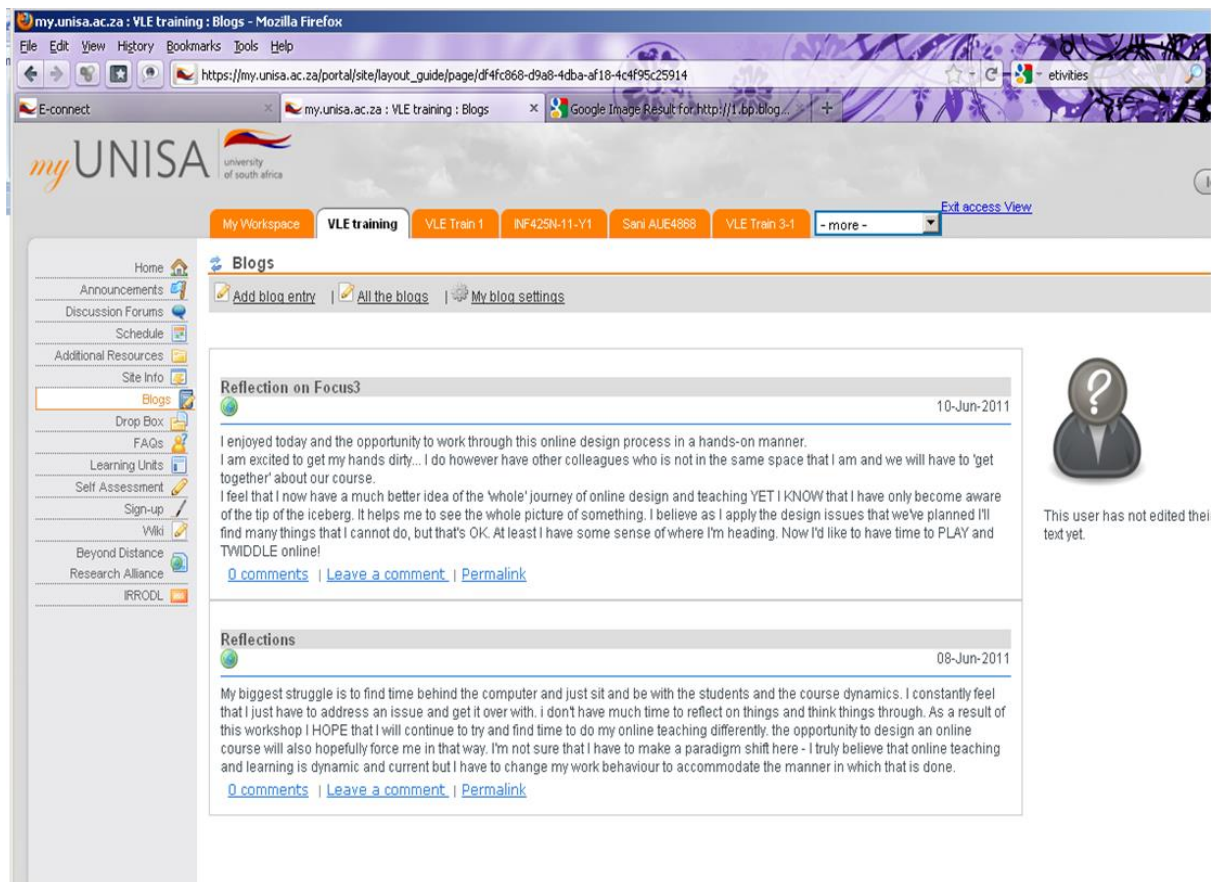 my.unisa.ac.za : VLE training : Blogs - Mozilla Firefox
File Edit View History Bookmarks Tools Help
https://my.unisa.ac.za/portal/site/layout_guide/page/df4fc868-d9a8-4dba-af18-4c4f95c25914
etivities
E-connect
my.unisa.ac.za : VLE training : Blogs
Google Image Result for http://1.bp.blog...
my UNISA
university
of south africa
Exit access View
My Workspace VLE training VLE Train 1 INF425N-11-Y1 Sani AUE4868 VLE Train 3-1 - more -
Home
Announcements
Discussion Forums
Schedule
Additional Resources
Site Info
Blogs
Drop Box
FAQs
Learning Units
Self Assessment
Sign-up
Wiki
Beyond Distance
Research Alliance
IRRODL
Blogs
Add blog entry | All the blogs | My blog settings
Reflection on Focus3
10-Jun-2011
I enjoyed today and the opportunity to work through this online design process in a hands-on manner.
I am excited to get my hands dirty... I do however have other colleagues who is not in the same space that I am and we will have to 'get
together' about our course.
I feel that I now have a much better idea of the 'whole' journey of online design and teaching YET I KNOW that I have only become aware
of the tip of the iceberg. It helps me to see the whole picture of something. I believe as I apply the design issues that we've planned I'll
find many things that I cannot do, but that's OK. At least I have some sense of where I'm heading. Now I'd like to have time to PLAY and
TWIDDLE online!
0 comments | Leave a comment | Permalink
Reflections
08-Jun-2011
My biggest struggle is to find time behind the computer and just sit and be with the students and the course dynamics. I constantly feel
that I just have to address an issue and get it over with. i don't have much time to reflect on things and think things through. As a result of
this workshop I HOPE that I will continue to try and find time to do my online teaching differently. the opportunity to design an online
course will also hopefully force me in that way. I'm not sure that I have to make a paradigm shift here - I truly believe that online teaching
and learning is dynamic and current but I have to change my work behaviour to accommodate the manner in which that is done.
0 comments | Leave a comment | Permalink
This user has not edited thei
text yet.